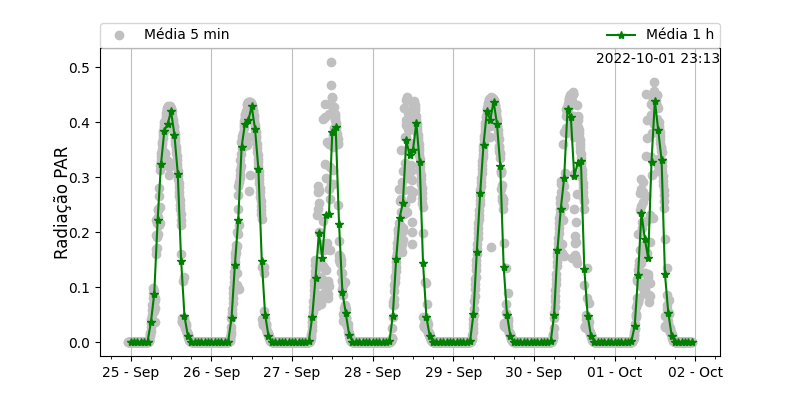 Média 5 min
Média 1 h
2022-10-01 23:13
Radiação PAR
0.5
0.4
0.3
0.2
0.1
0.0
25 - Sep
26 - Sep
27 - Sep
28 - Sep
29 - Sep
30 - Sep
01 - Oct
02 - Oct